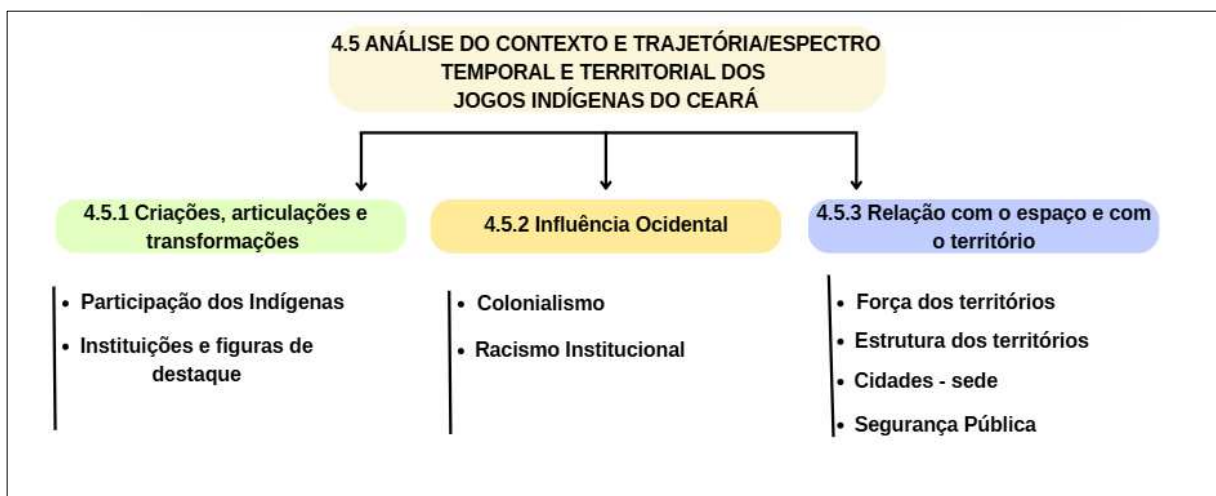 4.5 ANÁLISE DO CONTEXTO E TRAJETÓRIA/ESPECTRO
TEMPORAL E TERRITORIAL DOS
JOGOS INDÍGENAS DO CEARÁ
4.5.1 Criações, articulações e
transformações
• Participação dos Indígenas
• Instituições e figuras de
destaque
4.5.2 Influência Ocidental
• Colonialismo
• Racismo Institucional
4.5.3 Relação com o espaço e com
o território
• Força dos territórios
• Estrutura dos territórios
• Cidades - sede
• Segurança Pública